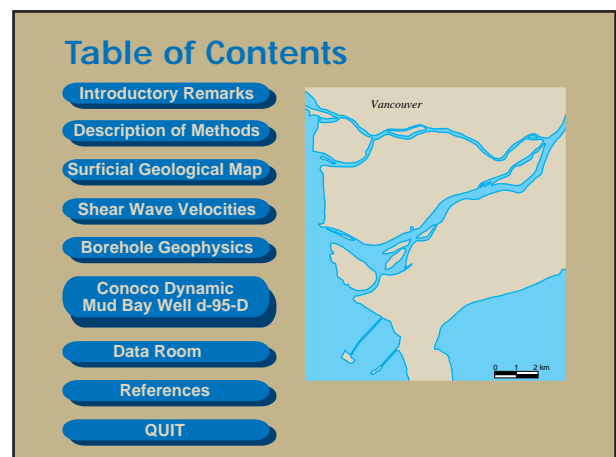 Table of Contents
Introductory Remarks
Description of Methods
Surficial Geological Map
Shear Wave Velocities
Borehole Geophysics
Conoco Dynamic
Mud Bay Well d-95-D
Data Room
References
QUIT
Vancouver
0 1 2 km